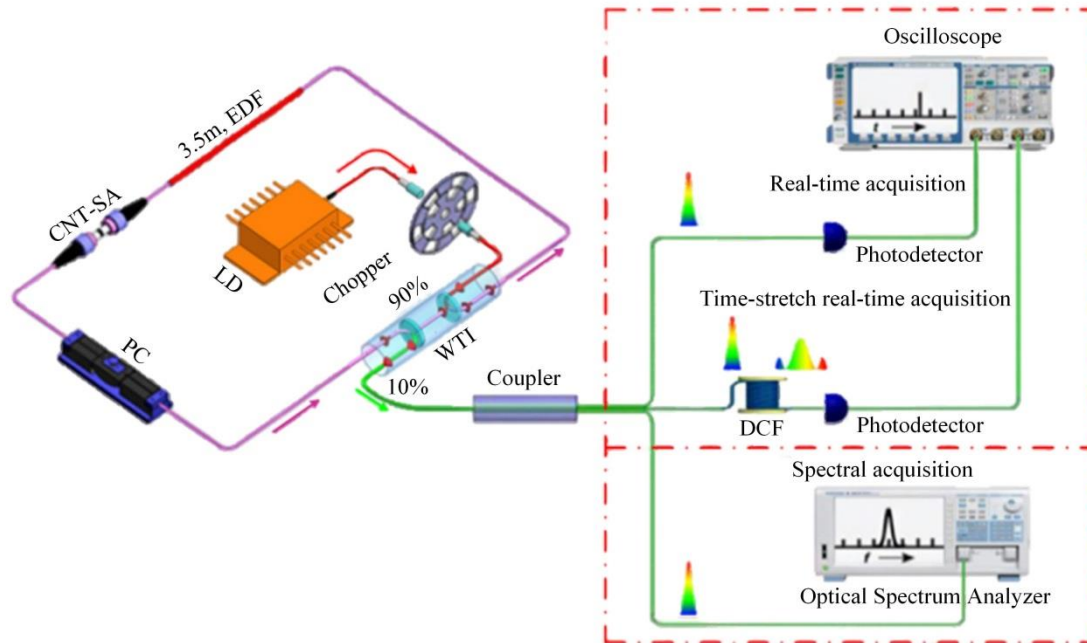 Oscilloscope
t
3.5m, EDF
Real-time acquisition
CNT-SA
Photodetector
LD
Chopper
90%
Time-stretch real-time acquisition
WTI
PC
10%
Coupler
DCF
Photodetector
Spectral acquisition
f
Optical Spectrum Analyzer